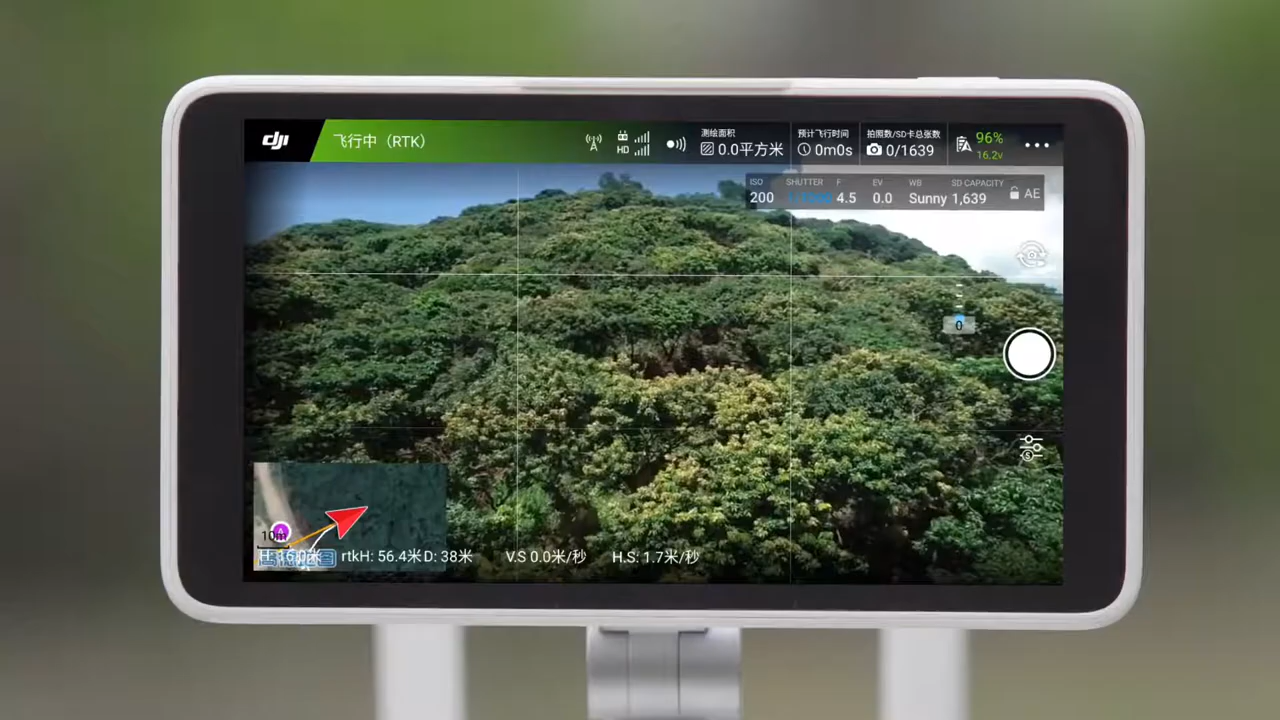 dji 飞行中（RTK）
HD
测绘面积
0.0平方米
预计飞行时间
0m0s
拍照数/SD卡总张数
0/1639
96%
16.2v
ISO SHUTTER F EV WB SD CAPACITY
200 4.5 0.0 Sunny 1,639
AE
0
S
A
10m
H: 16.0米 rtkH: 56.4米 D: 38米 V.S 0.0米/秒 H.S: 1.7米/秒